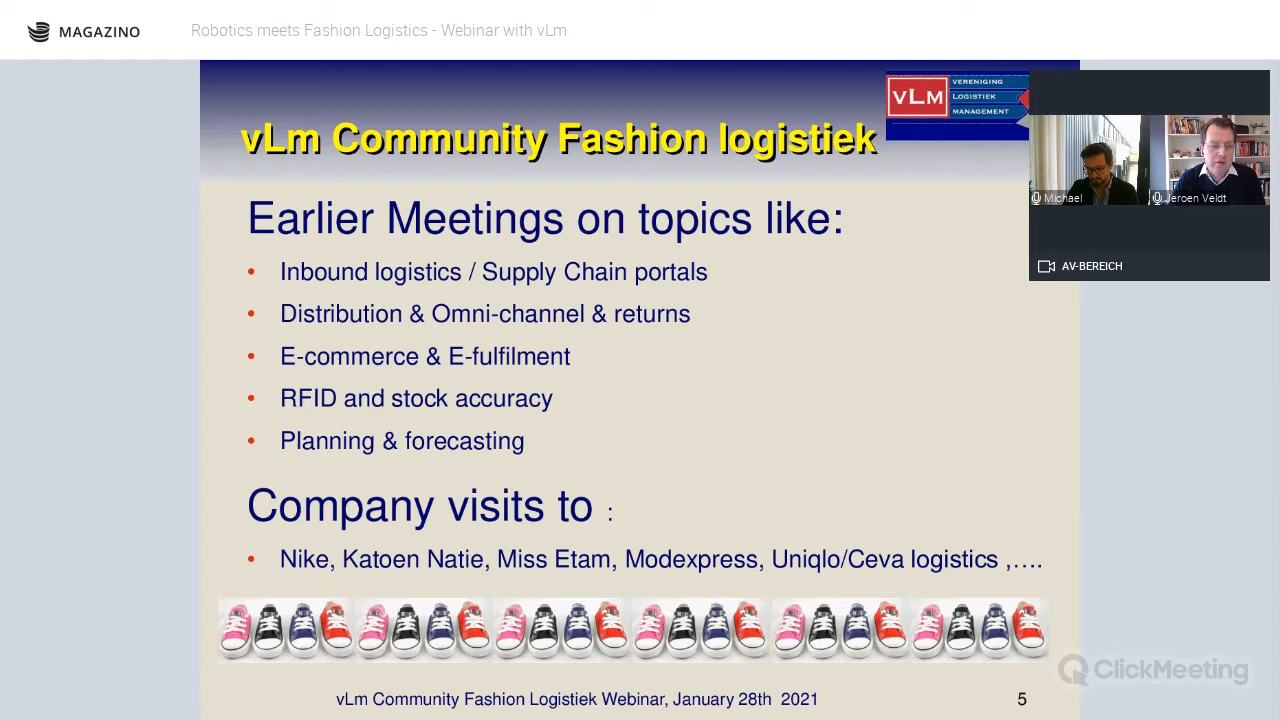 MAGAZINO
Robotics meets Fashion Logistics - Webinar with vLm
vLm Community Fashion logistiek
vLm
VERENIGING
LOGISTIEK
MANAGEMENT
Michael
Jeroen Veldt
AV-BEREICH
Earlier Meetings on topics like:
• Inbound logistics / Supply Chain portals
• Distribution & Omni-channel & returns
• E-commerce & E-fulfilment
• RFID and stock accuracy
• Planning & forecasting
Company visits to :
• Nike, Katoen Natie, Miss Etam, Modexpress, Uniqlo/Ceva logistics ,....
ClickMeeting
vLm Community Fashion Logistiek Webinar, January 28th 2021
5